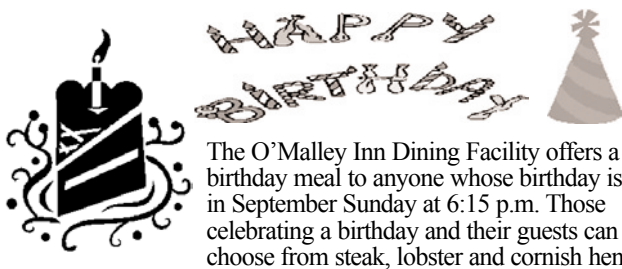 HAPPY
BIRTHDAY
The O’Malley Inn Dining Facility offers a
birthday meal to anyone whose birthday is
in September Sunday at 6:15 p.m. Those
celebrating a birthday and their guests can
choose from steak, lobster and cornish hen